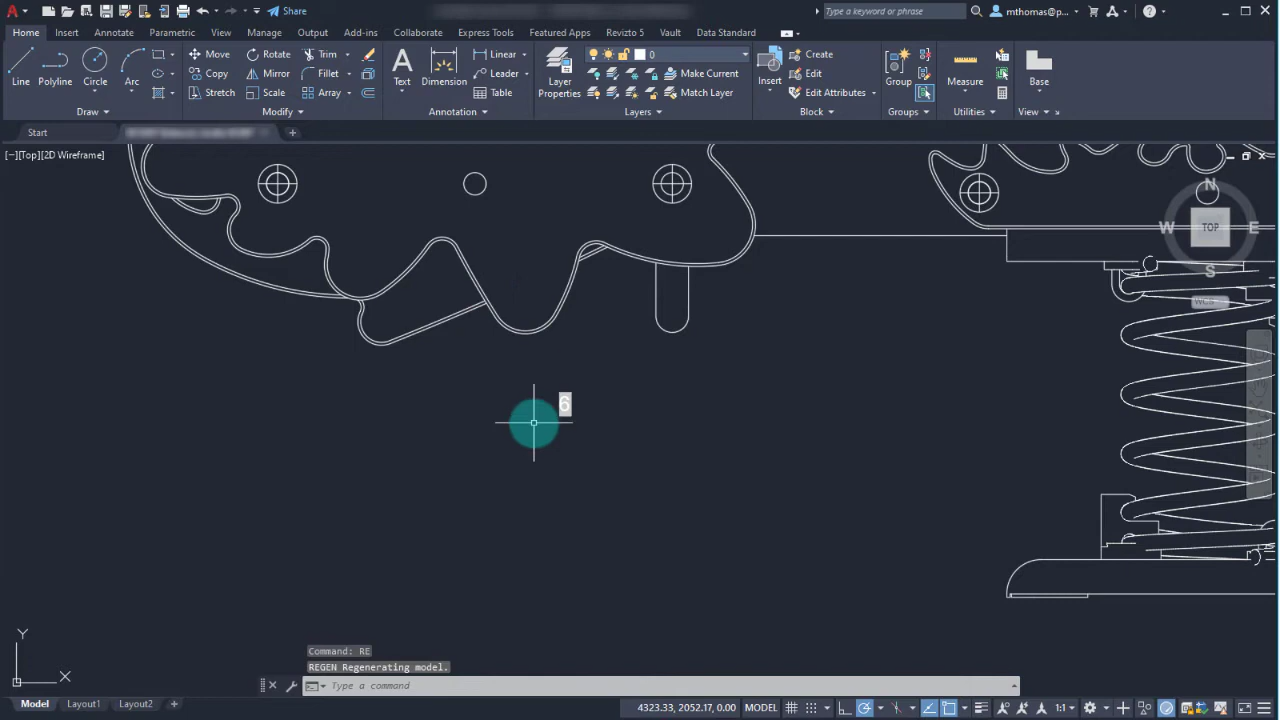 Share
Type a keyword or phrase
mthomas@p...
Home Insert Annotate Parametric View Manage Output Add-ins Collaborate Express Tools Featured Apps Revizto 5 Vault Data Standard
Line Polyline Circle Arc
Move Rotate Trim
Copy Mirror Fillet
Stretch Scale Array
Text Dimension
Linear
Leader
Table
Layer Properties
0
Make Current
Match Layer
Insert
Create
Edit
Edit Attributes
Group
Measure
Base
Draw Modify Annotation Layers Block Groups Utilities View
Start
[−][Top][2D Wireframe]
N
W TOP E
S
WCS
6
Y
X
Command: RE
REGEN Regenerating model.
Type a command
Model Layout1 Layout2
4323.33, 2052.17, 0.00 MODEL 1:1